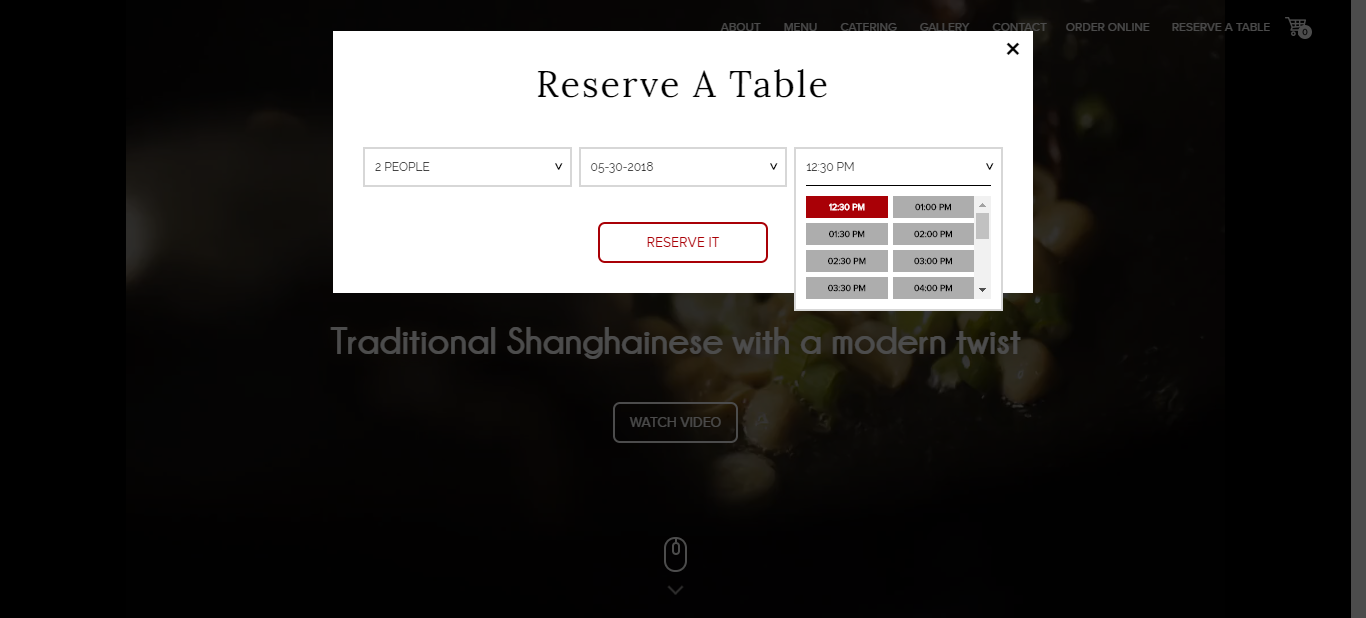 ABOUT MENU CATERING GALLERY CONTACT ORDER ONLINE RESERVE A TABLE 0
Reserve A Table
2 PEOPLE 05-30-2018 12:30 PM
12:30 PM 01:00 PM
01:30 PM 02:00 PM
RESERVE IT
02:30 PM 03:00 PM
03:30 PM 04:00 PM
Traditional Shanghainese with a modern twist
WATCH VIDEO